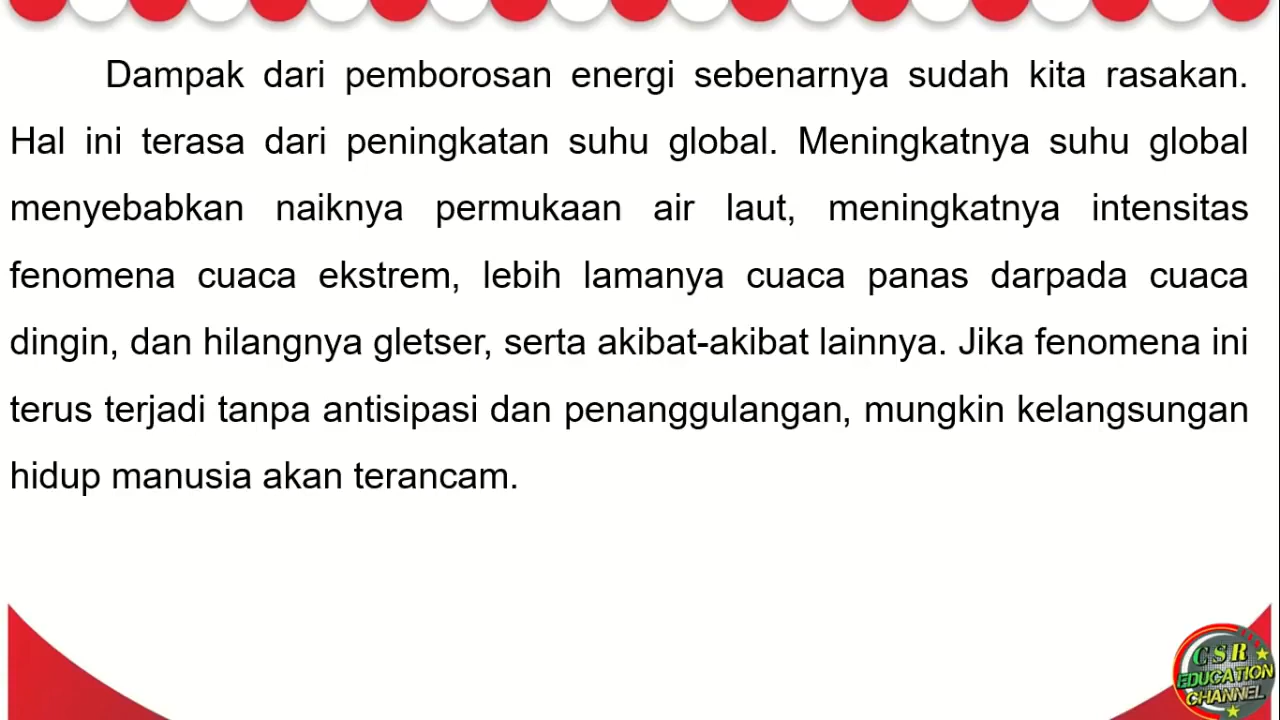 Dampak dari pemborosan energi sebenarnya sudah kita rasakan.
Hal ini terasa dari peningkatan suhu global. Meningkatnya suhu global
menyebabkan naiknya permukaan air laut, meningkatnya intensitas
fenomena cuaca ekstrem, lebih lamanya cuaca panas darpada cuaca
dingin, dan hilangnya gletser, serta akibat-akibat lainnya. Jika fenomena ini
terus terjadi tanpa antisipasi dan penanggulangan, mungkin kelangsungan
hidup manusia akan terancam.
CSR
EDUCATION
CHANNEL